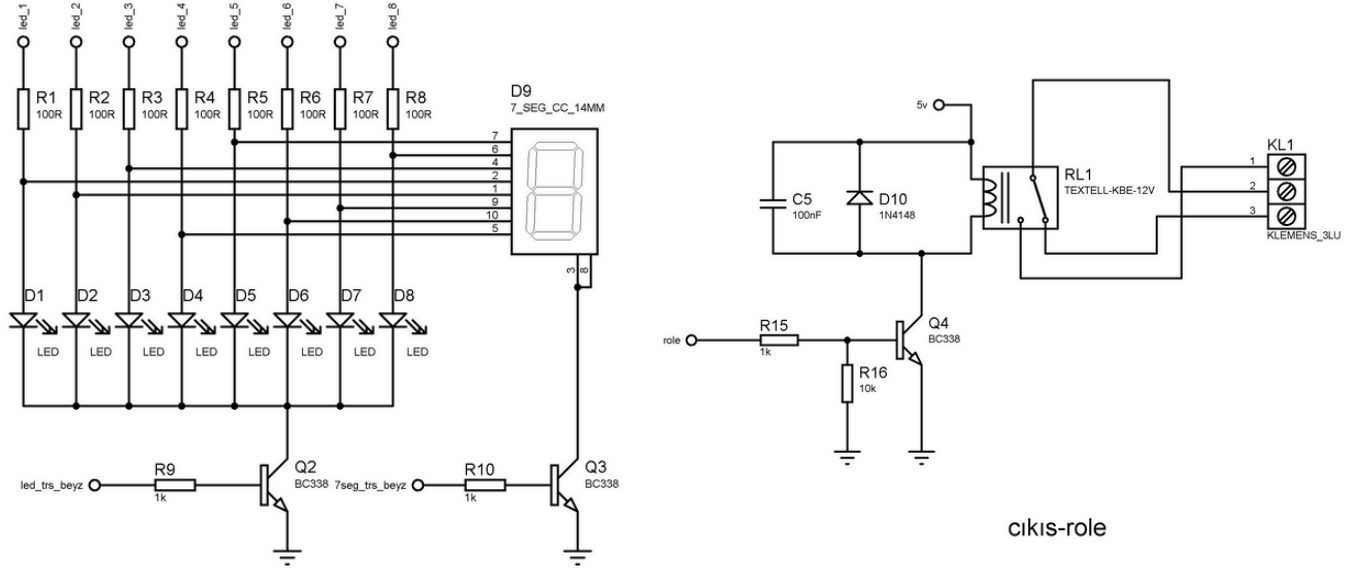 led_1
led_2
led_3
led_4
led_5
led_6
led_7
led_8
R1
100R
R2
100R
R3
100R
R4
100R
R5
100R
R6
100R
R7
100R
R8
100R
D9
7_SEG_CC_14MM
7
6
4
2
1
9
10
5
3
8
D1
LED
D2
LED
D3
LED
D4
LED
D5
LED
D6
LED
D7
LED
D8
LED
led_trs_beyz
R9
1k
Q2
BC338
7seg_trs_beyz
R10
1k
Q3
BC338
5v
C5
100nF
D10
1N4148
RL1
TEXTELL-KBE-12V
KL1
1
2
3
KLEMENS_3LU
role
R15
1k
R16
10k
Q4
BC338
cıkıs-role